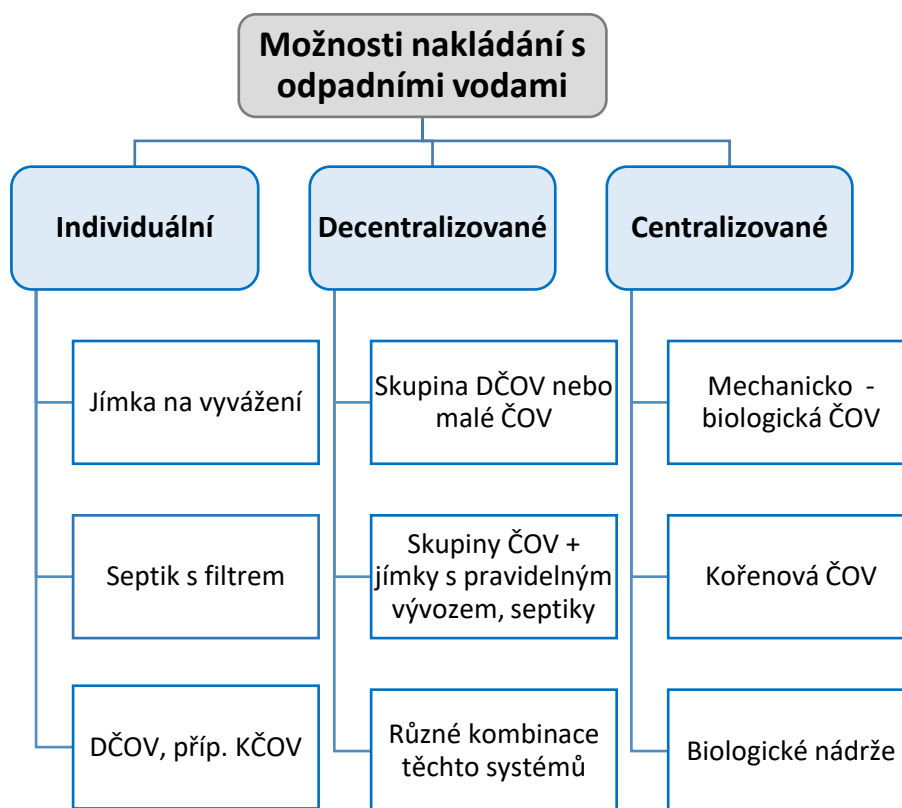 Možnosti nakládání s
odpadními vodami
Individuální
Decentralizované
Centralizované
Jímka na vyvážení
Skupina DČOV nebo
malé ČOV
Mechanicko -
biologická ČOV
Septik s filtrem
Skupiny ČOV +
jímky s pravidelným
vývozem, septiky
Kořenová ČOV
DČOV, příp. KČOV
Různé kombinace
těchto systémů
Biologické nádrže